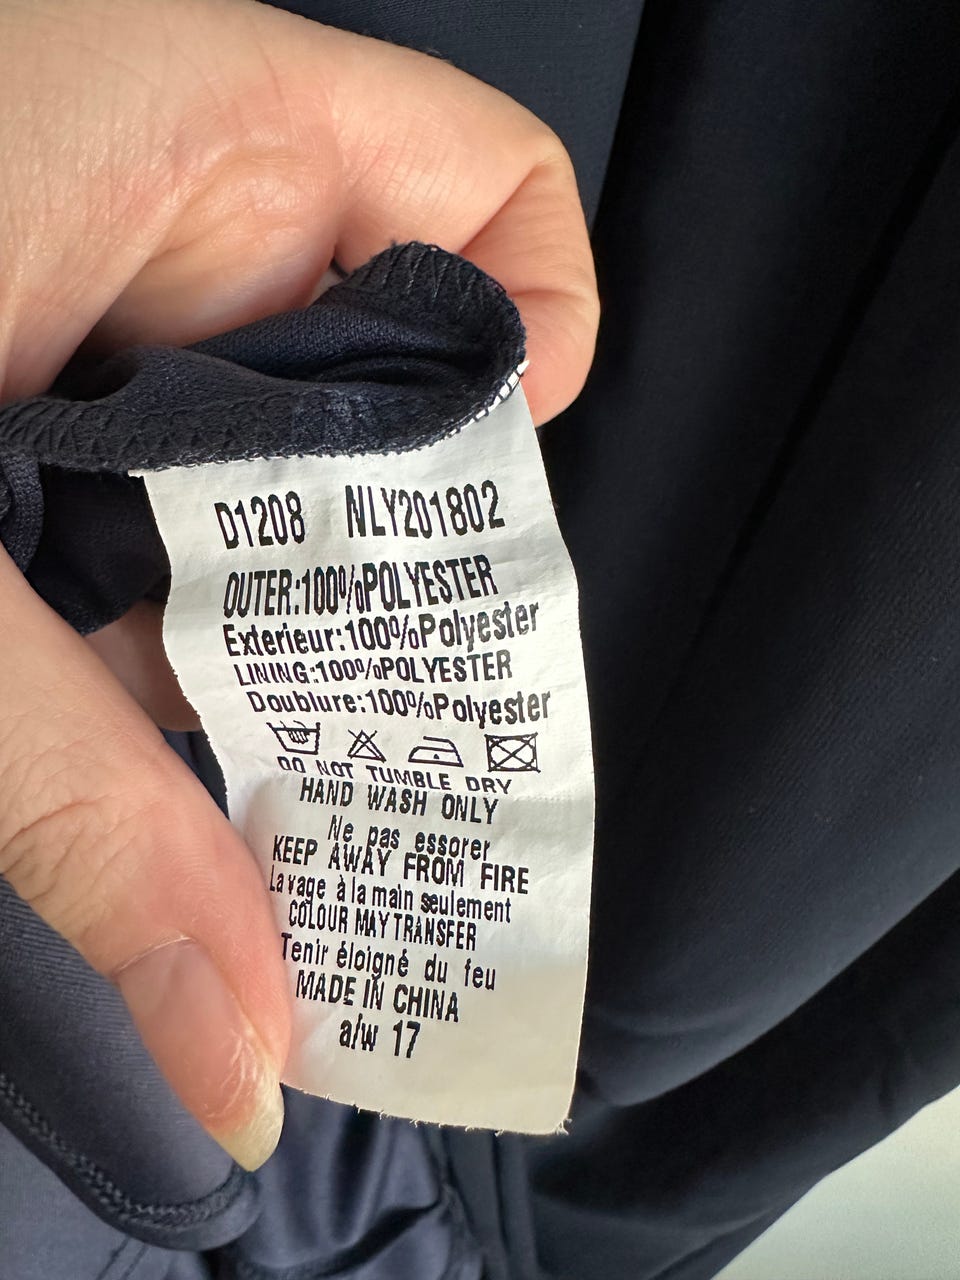 D1208 NLY201802
OUTER:100%POLYESTER
Exterieur:100%Polyester
LINING:100%POLYESTER
Doublure:100%Polyester
DO NOT TUMBLE DRY
HAND WASH ONLY
Ne pas essorer
KEEP AWAY FROM FIRE
Lavage à la main seulement
COLOUR MAY TRANSFER
Tenir éloigné du feu
MADE IN CHINA
a/w 17